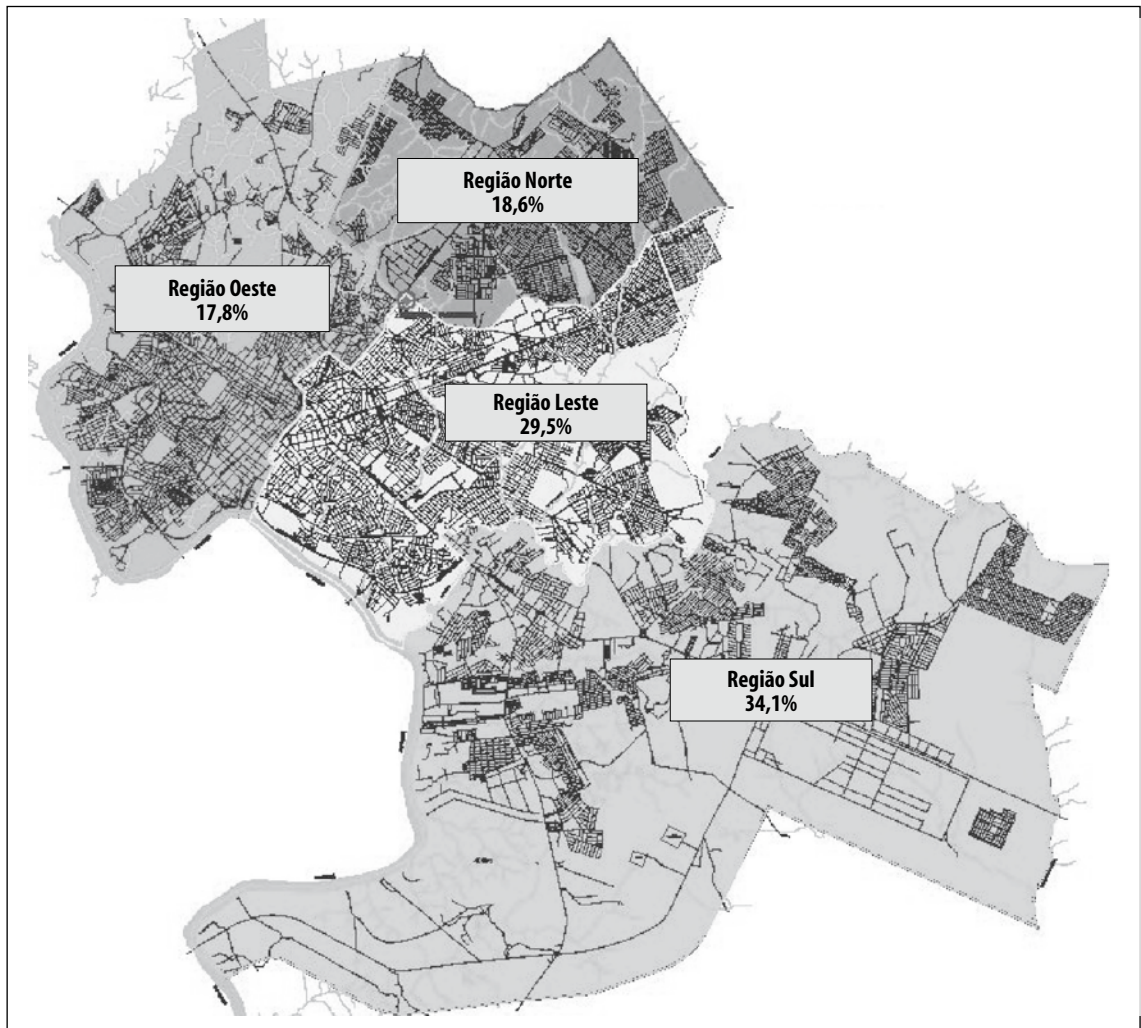 Região Norte
18,6%
Região Oeste
17,8%
Região Leste
29,5%
Região Sul
34,1%